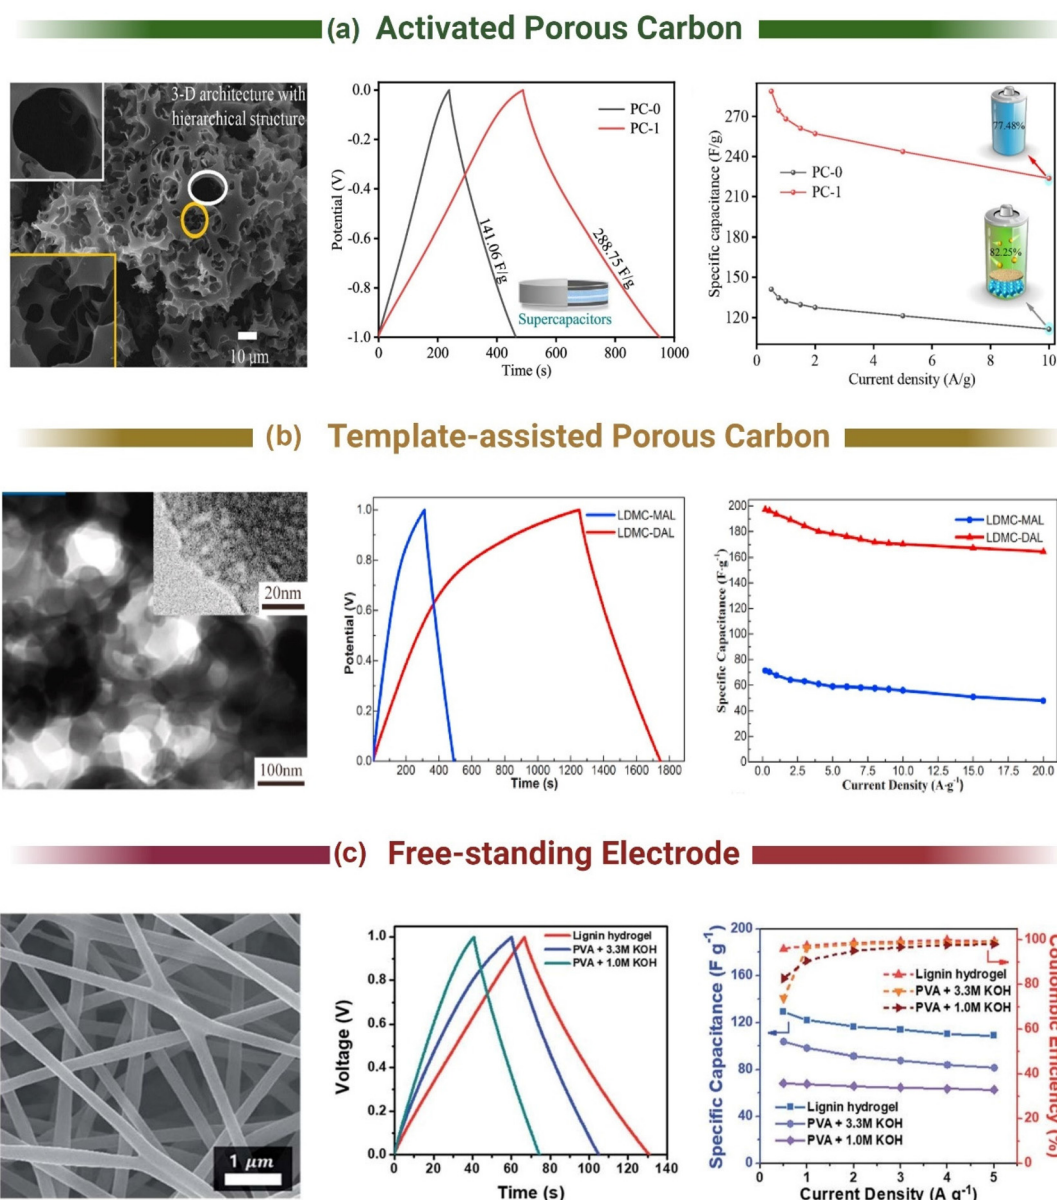 (a) Activated Porous Carbon
3-D architecture with
hierarchical structure
10 μm
0.0
-0.2
-0.4
-0.6
-0.8
-1.0
Potential (V)
PC-0
PC-1
141.06 F/g
288.75 F/g
Supercapacitors
0 200 400 600 800 1000
Time (s)
270
240
210
180
150
120
Specific capacitance (F/g)
PC-0
PC-1
77.48%
82.25%
0 2 4 6 8 10
Current density (A/g)
(b) Template-assisted Porous Carbon
20nm
100nm
1.0
0.8
0.6
0.4
0.2
0.0
Potential (V)
LDMC-MAL
LDMC-DAL
200 400 600 800 1000 1200 1400 1600 1800
Time (s)
200
180
160
140
120
100
80
60
40
20
0
Specific Capacitance (F·g-1)
LDMC-MAL
LDMC-DAL
0.0 2.5 5.0 7.5 10.0 12.5 15.0 17.5 20.0
Current Density (A·g-1)
(c) Free-standing Electrode
1 μm
1.0
0.8
0.6
0.4
0.2
0.0
Voltage (V)
Lignin hydrogel
PVA + 3.3M KOH
PVA + 1.0M KOH
0 20 40 60 80 100 120 140
Time (s)
200
160
120
80
40
0
Specific Capacitance (F g-1)
Lignin hydrogel
PVA + 3.3M KOH
PVA + 1.0M KOH
Lignin hydrogel
PVA + 3.3M KOH
PVA + 1.0M KOH
100
80
60
40
20
0
Coulombic Efficiency (%)
0 1 2 3 4 5
Current Density (A g-1)